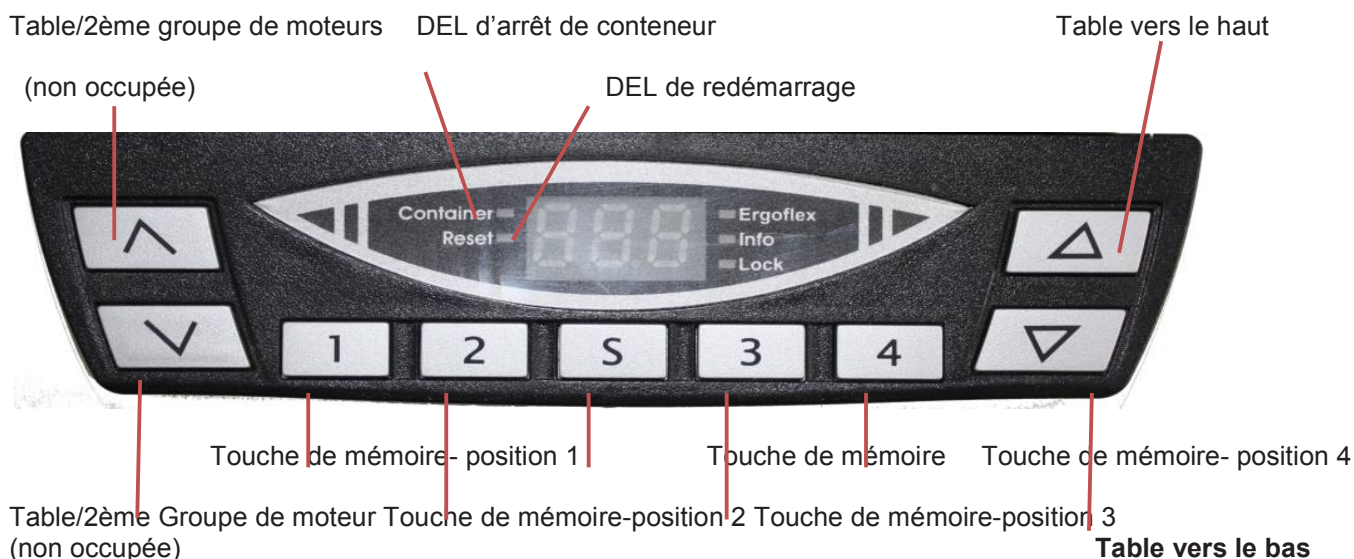 Table/2ème groupe de moteurs DEL d’arrêt de conteneur Table vers le haut
(non occupée) DEL de redémarrage
Container Ergoflex
Reset Info
Lock
1 2 S 3 4
Touche de mémoire- position 1 Touche de mémoire Touche de mémoire- position 4
Table/2ème Groupe de moteur Touche de mémoire-position 2 Touche de mémoire-position 3
(non occupée) Table vers le bas